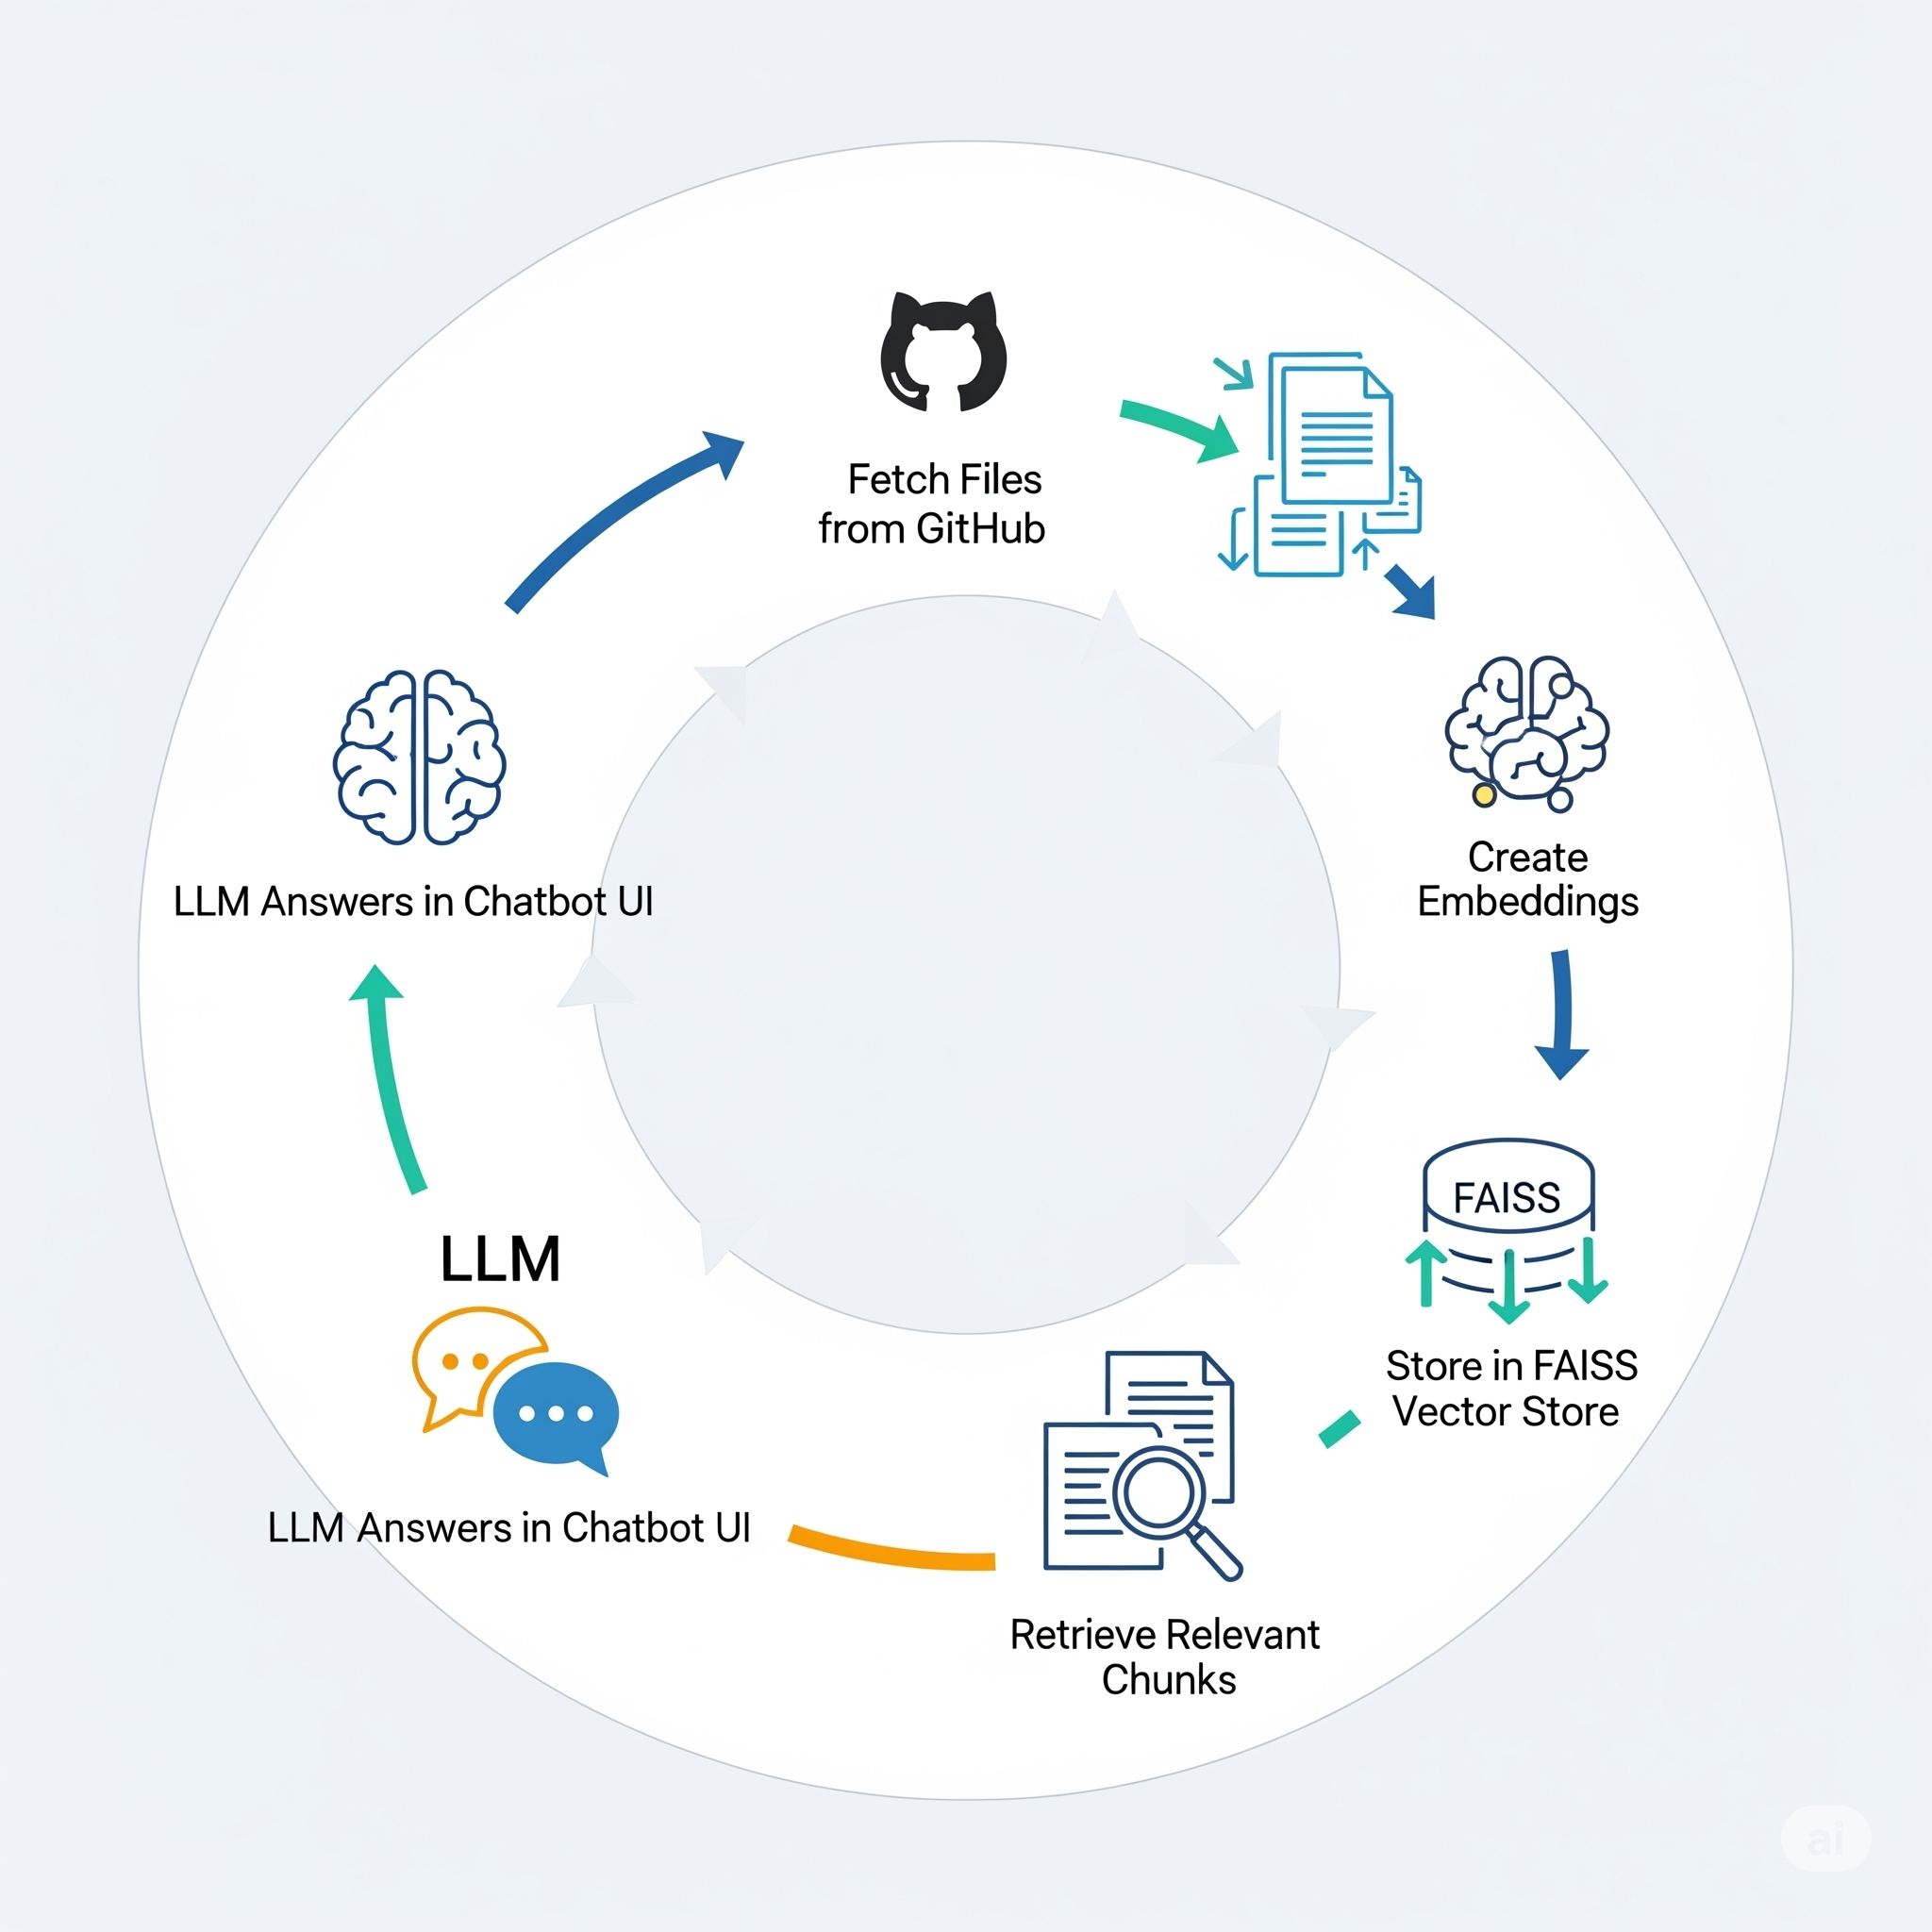 Fetch Files
from GitHub
Create
Embeddings
FAISS
Store in FAISS
Vector Store
Retrieve Relevant
Chunks
LLM
LLM Answers in Chatbot UI
LLM Answers in Chatbot UI
ai